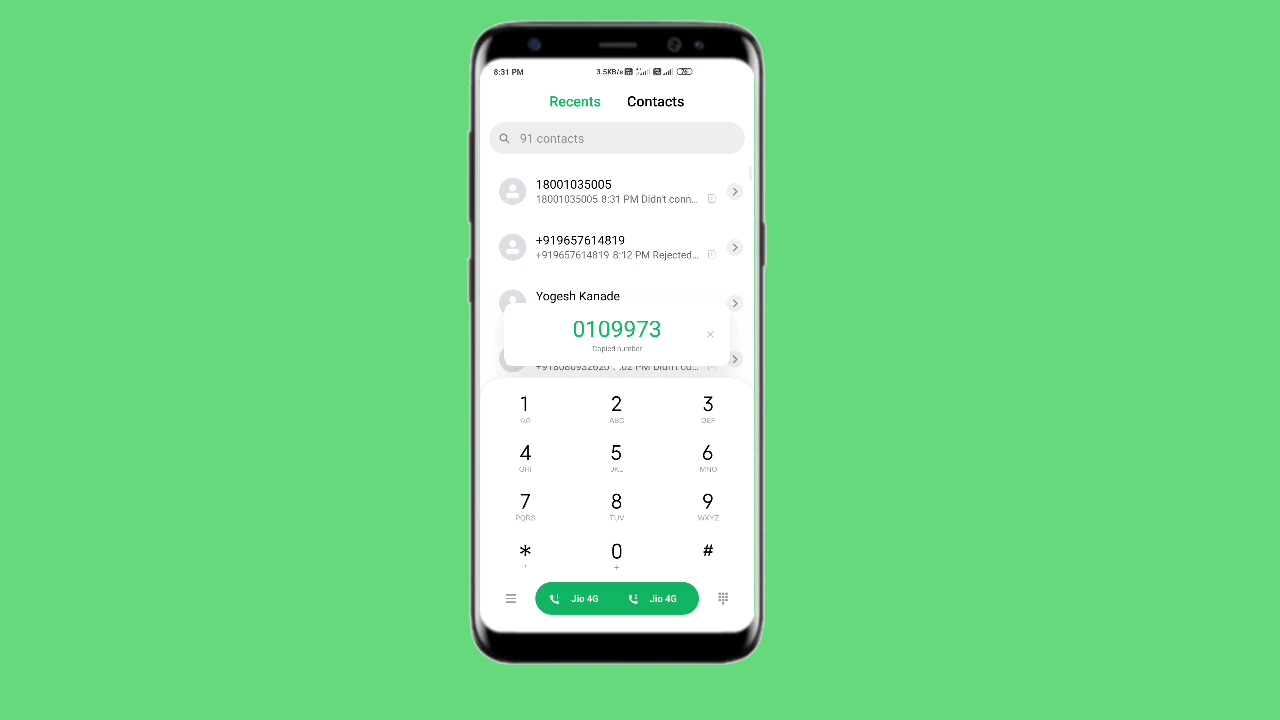 8:31 PM 3.5KB/s
Recents Contacts
91 contacts
18001035005
18001035005 8:31 PM Didn't conn...
+919657614819
+919657614819 8:12 PM Rejected...
Yogesh Kanade
0109973
Copied number
1 2 3
ABC DEF
4 5 6
GHI JKL MNO
7 8 9
PQRS TUV WXYZ
* 0 #
, +
Jio 4G Jio 4G